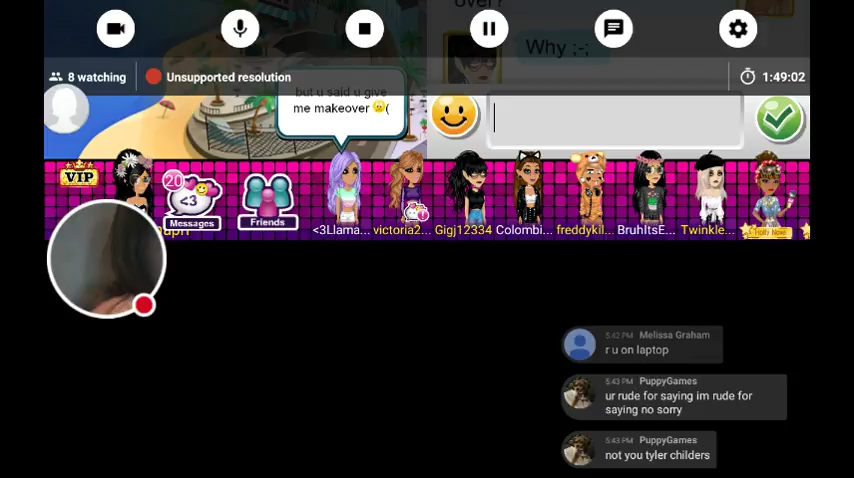 over?
Why ;-;
8 watching
Unsupported resolution
1:49:02
but u said u give
me makeover (
VIP
20
<3
Messages
Friends
<3Llama...
victoria2...
Gigj12334
Colombi...
freddykil...
BruhItsE...
Twinkle...
5:42 PM Melissa Graham
r u on laptop
5:43 PM PuppyGames
ur rude for saying im rude for
saying no sorry
5:43 PM PuppyGames
not you tyler childers